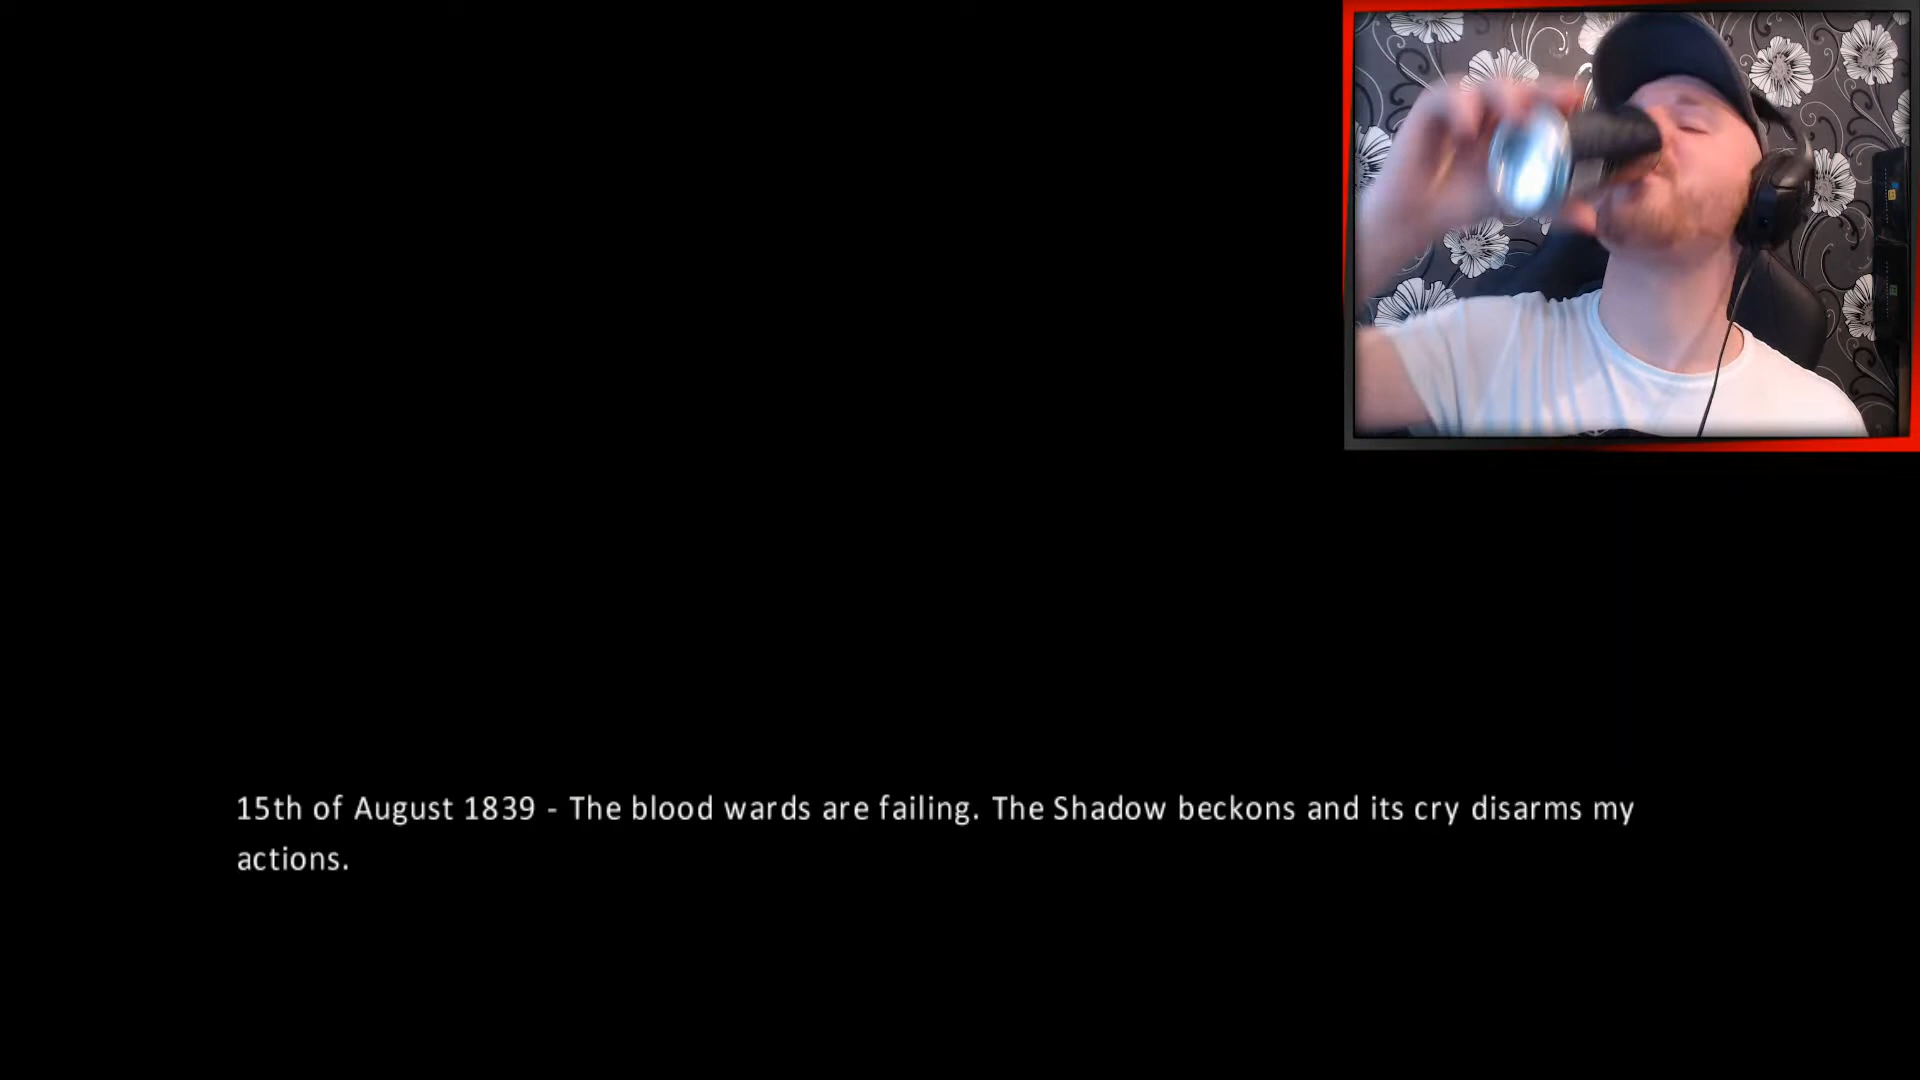 15th of August 1839 - The blood wards are failing. The Shadow beckons and its cry disarms my
actions.